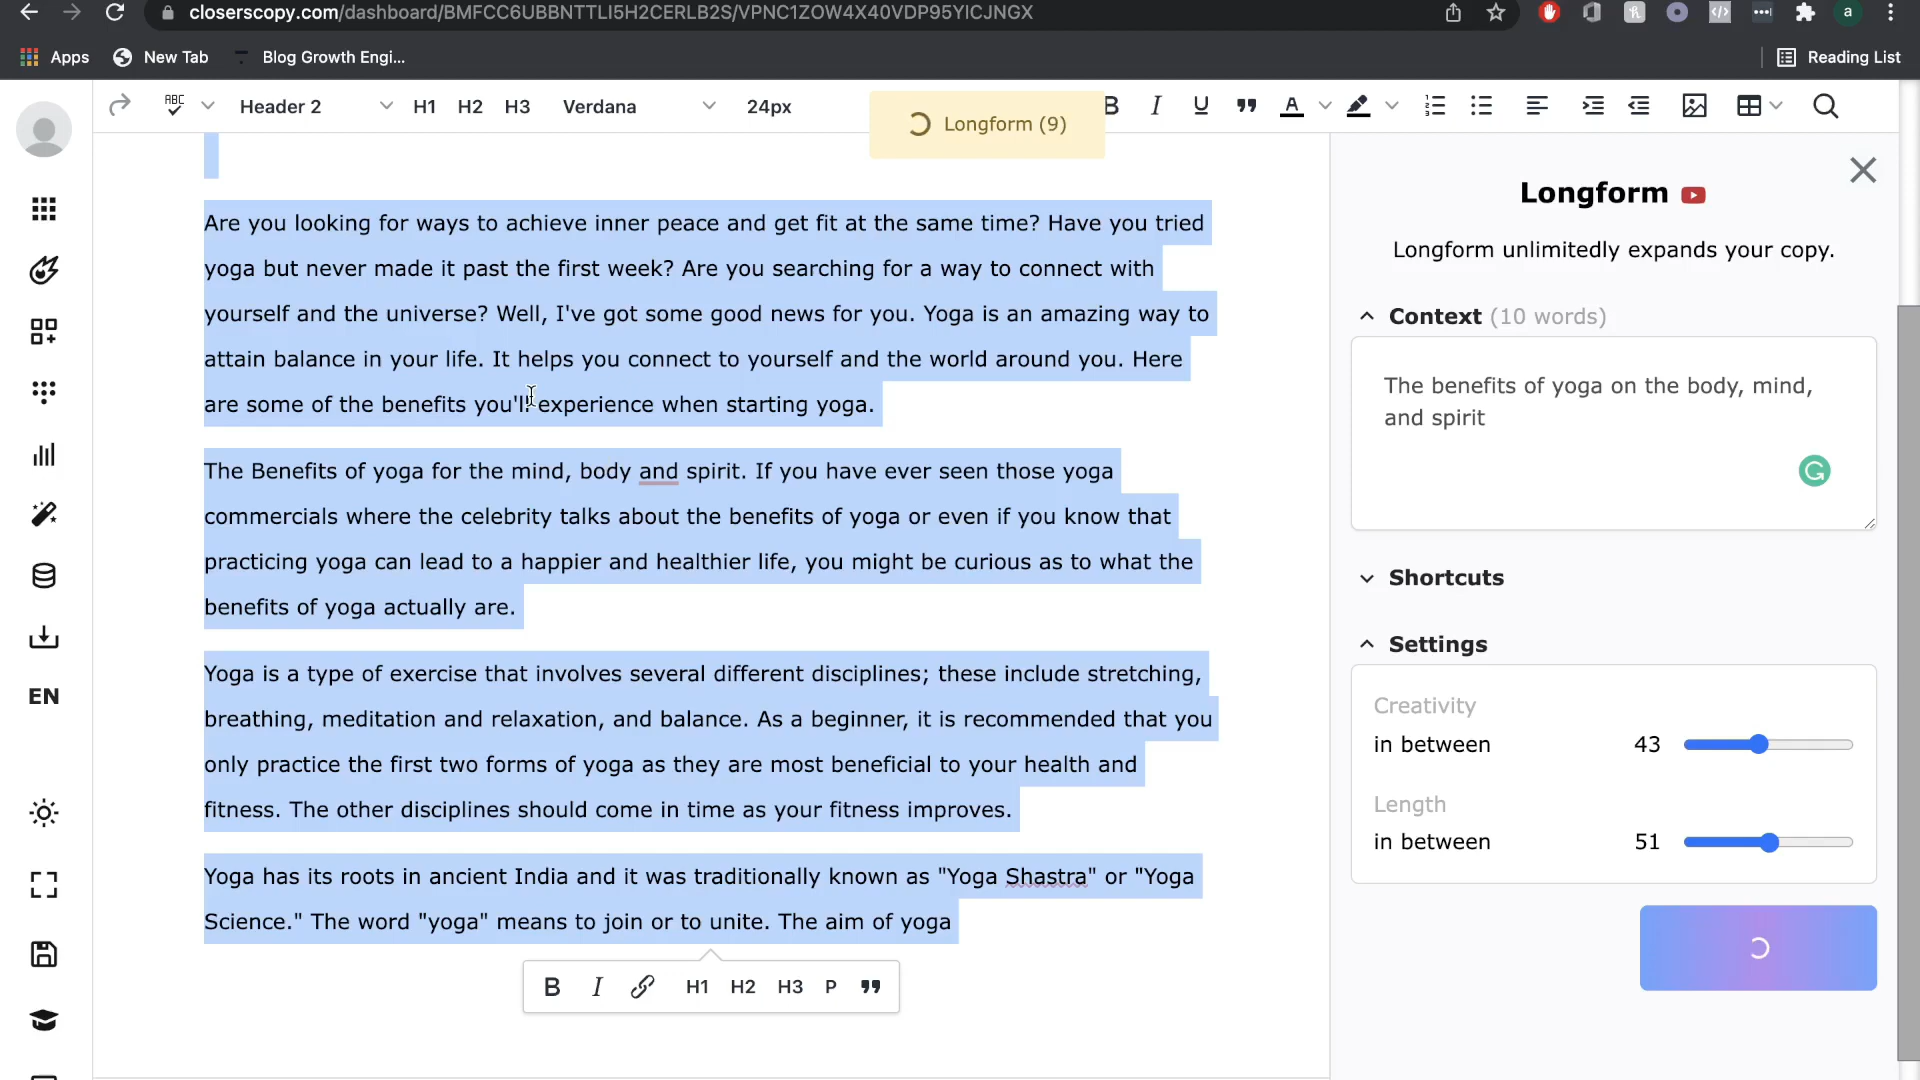 closerscopy.com/dashboard/BMFCC6UBBNTTLI5H2CERLB2S/VPNC1ZOW4X40VDP95YICJNGX
a
Apps New Tab Blog Growth Engi... Reading List
ABC Header 2 H1 H2 H3 Verdana 24px B I U A
Longform (9)
Are you looking for ways to achieve inner peace and get fit at the same time? Have you tried
yoga but never made it past the first week? Are you searching for a way to connect with
yourself and the universe? Well, I've got some good news for you. Yoga is an amazing way to
attain balance in your life. It helps you connect to yourself and the world around you. Here
are some of the benefits you'll experience when starting yoga.
The Benefits of yoga for the mind, body and spirit. If you have ever seen those yoga
commercials where the celebrity talks about the benefits of yoga or even if you know that
practicing yoga can lead to a happier and healthier life, you might be curious as to what the
benefits of yoga actually are.
Yoga is a type of exercise that involves several different disciplines; these include stretching,
breathing, meditation and relaxation, and balance. As a beginner, it is recommended that you
only practice the first two forms of yoga as they are most beneficial to your health and
fitness. The other disciplines should come in time as your fitness improves.
Yoga has its roots in ancient India and it was traditionally known as "Yoga Shastra" or "Yoga
Science." The word "yoga" means to join or to unite. The aim of yoga
B I H1 H2 H3 P
EN
Longform
Longform unlimitedly expands your copy.
Context (10 words)
The benefits of yoga on the body, mind,
and spirit
Shortcuts
Settings
Creativity
in between 43
Length
in between 51